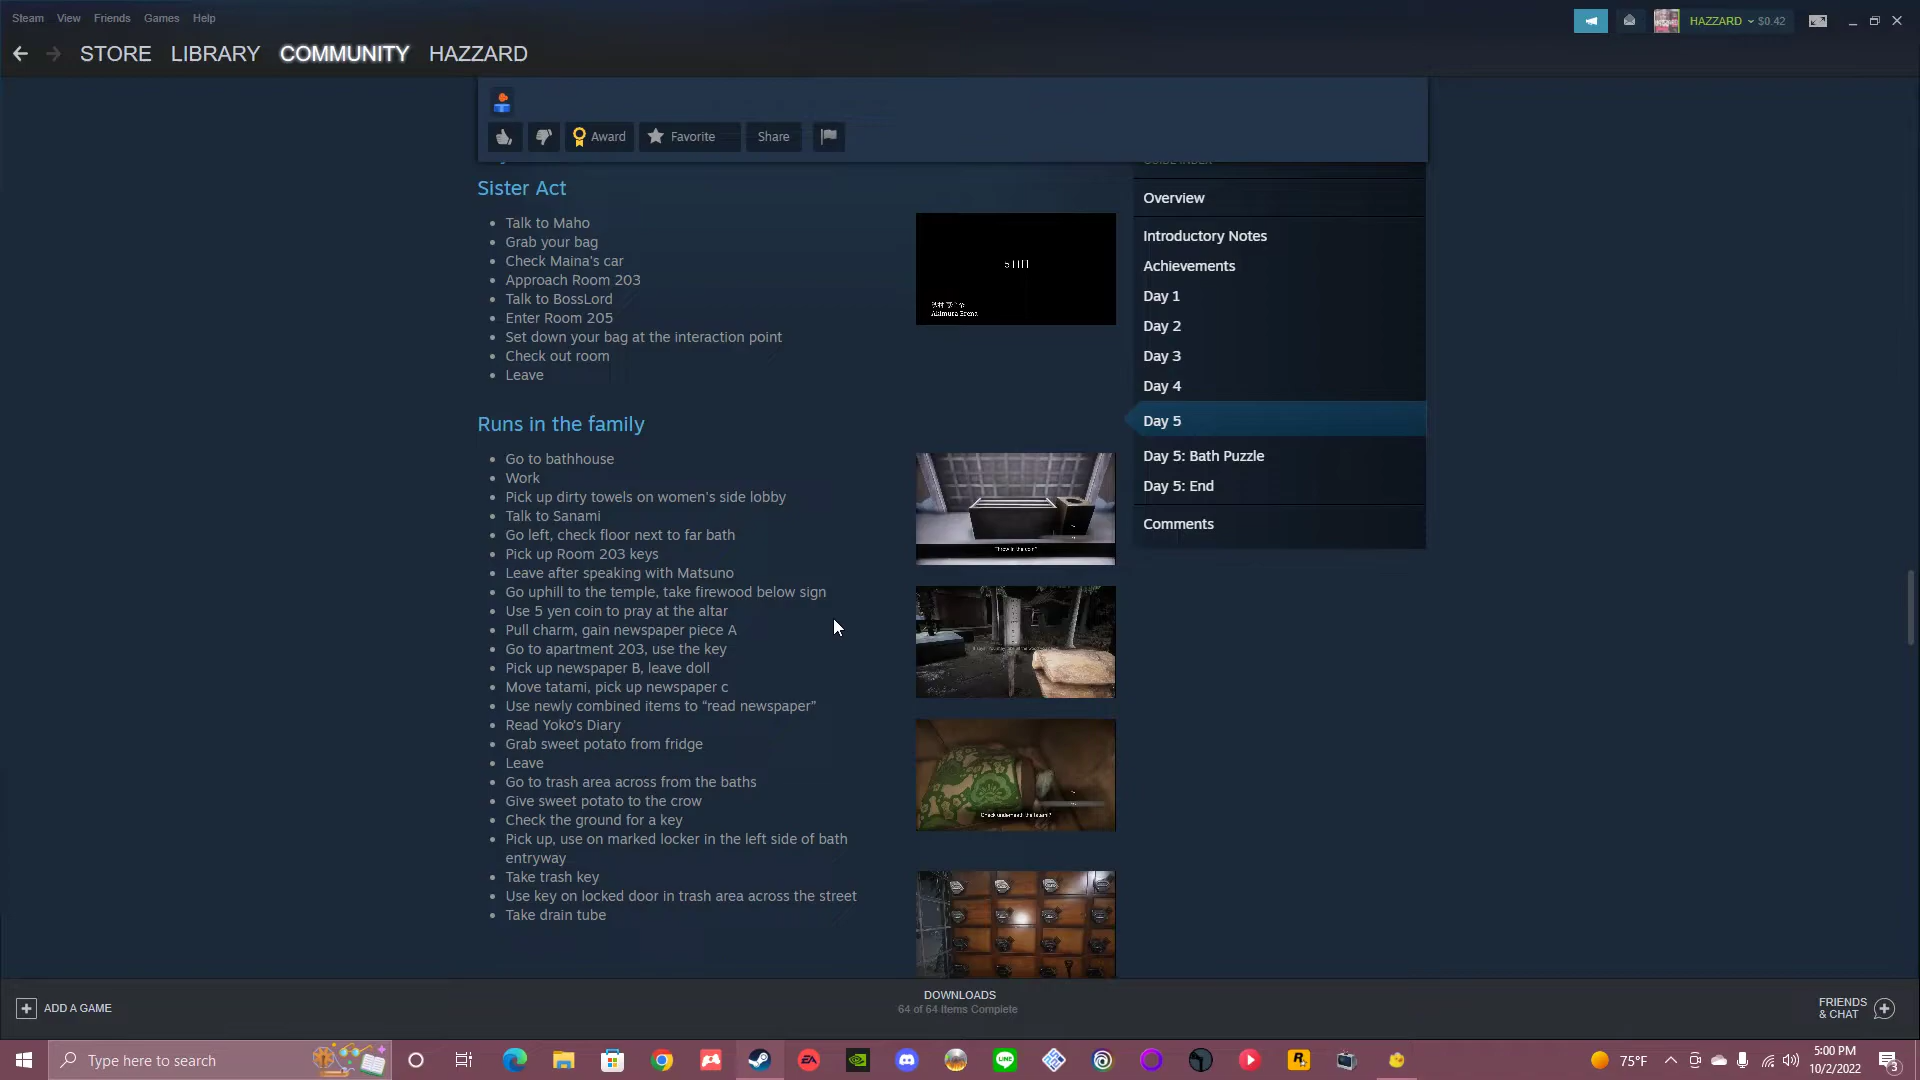 Steam View Friends Games Help
HAZZARD $0.42
STORE LIBRARY COMMUNITY HAZZARD
Award Favorite Share
Sister Act
Talk to Maho
Grab your bag
Check Maina's car
Approach Room 203
Talk to BossLord
Enter Room 205
Set down your bag at the interaction point
Check out room
Leave
Runs in the family
Go to bathhouse
Work
Pick up dirty towels on women's side lobby
Talk to Sanami
Go left, check floor next to far bath
Pick up Room 203 keys
Leave after speaking with Matsuno
Go uphill to the temple, take firewood below sign
Use 5 yen coin to pray at the altar
Pull charm, gain newspaper piece A
Go to apartment 203, use the key
Pick up newspaper B, leave doll
Move tatami, pick up newspaper c
Use newly combined items to “read newspaper”
Read Yoko's Diary
Grab sweet potato from fridge
Leave
Go to trash area across from the baths
Give sweet potato to the crow
Check the ground for a key
Pick up, use on marked locker in the left side of bath
entryway
Take trash key
Use key on locked door in trash area across the street
Take drain tube
Overview
Introductory Notes
Achievements
Day 1
Day 2
Day 3
Day 4
Day 5
Day 5: Bath Puzzle
Day 5: End
Comments
ADD A GAME
DOWNLOADS
64 of 64 Items Complete
FRIENDS
& CHAT
Type here to search
75°F
5:00 PM
10/2/2022
3